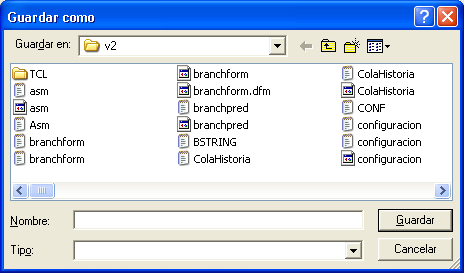 Guardar como
Guardar en: v2
TCL
asm
asm
Asm
branchform
branchform
branchform
branchform.dfm
branchpred
branchpred
BSTRING
ColaHistoria
ColaHistoria
ColaHistoria
CONF
configuracion
configuracion
configuracion
Nombre:
Guardar
Tipo:
Cancelar